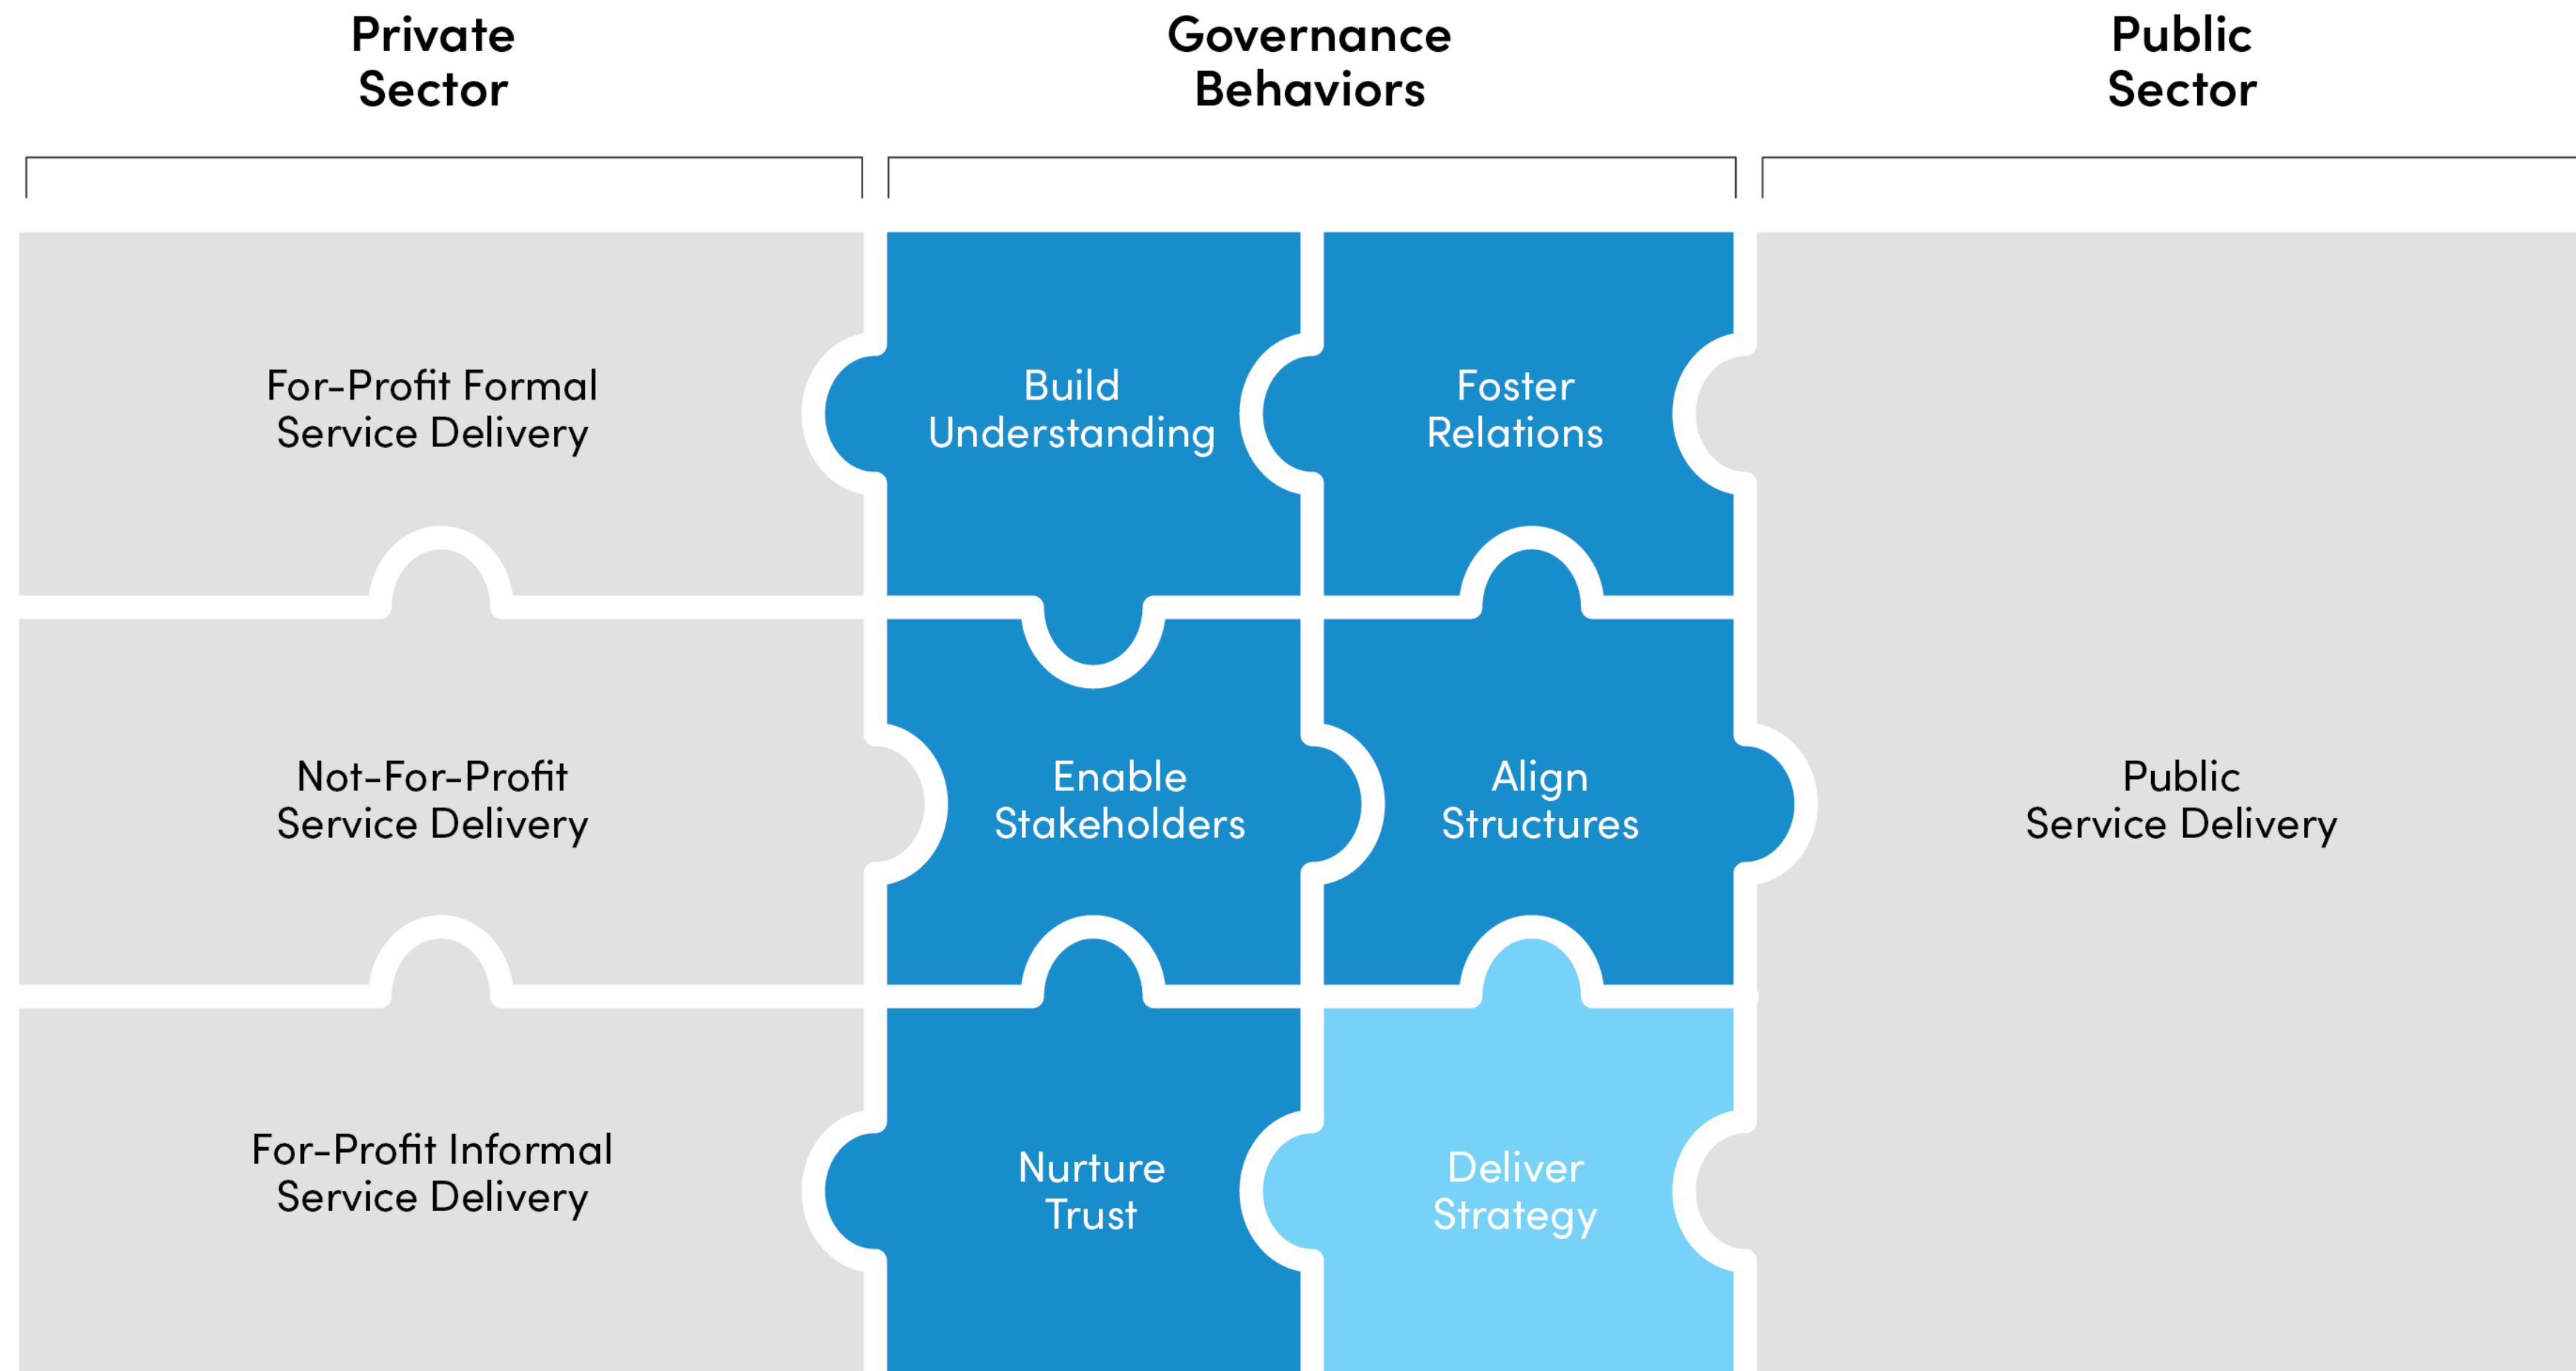 Private
Sector
Governance
Behaviors
Public
Sector
For-Profit Formal
Service Delivery
Build
Understanding
Foster
Relations
Not-For-Profit
Service Delivery
Enable
Stakeholders
Align
Structures
Public
Service Delivery
For-Profit Informal
Service Delivery
Nurture
Trust
Deliver
Strategy